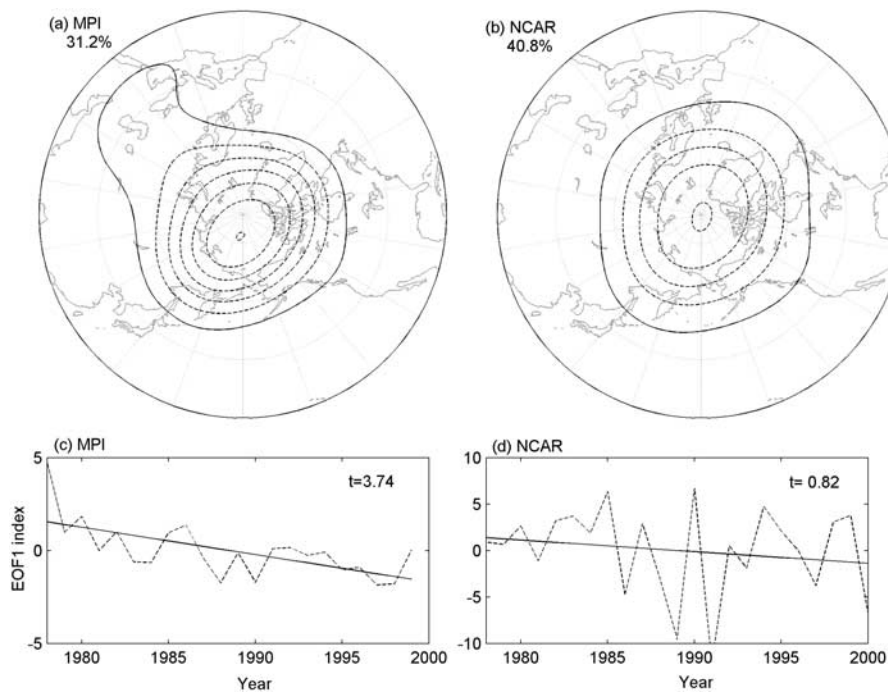 (a) MPI
31.2%
(b) NCAR
40.8%
(c) MPI
t=3.74
5
0
-5
EOF1 index
1980 1985 1990 1995 2000
Year
(d) NCAR
t= 0.82
10
5
0
-5
-10
1980 1985 1990 1995 2000
Year